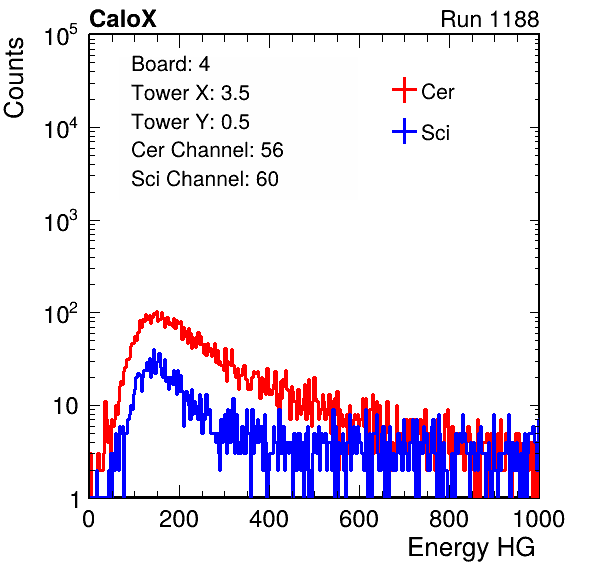 CaloX Run 1188
Counts
Board: 4
Tower X: 3.5
Tower Y: 0.5
Cer Channel: 56
Sci Channel: 60
Cer
Sci
10^5
10^4
10^3
10^2
10
1
0 200 400 600 800 1000
Energy HG